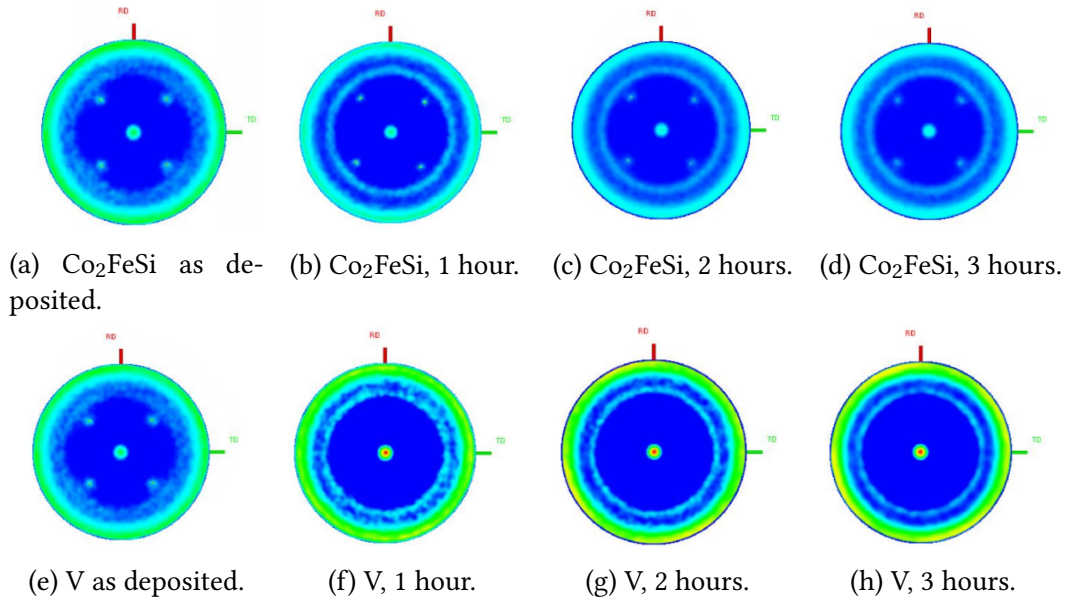 RD
RD
RD
RD
TD
TD
TD
TD
(a) Co₂FeSi as de-
posited.
(b) Co₂FeSi, 1 hour.
(c) Co₂FeSi, 2 hours.
(d) Co₂FeSi, 3 hours.
RD
RD
RD
RD
TD
TD
TD
TD
(e) V as deposited.
(f) V, 1 hour.
(g) V, 2 hours.
(h) V, 3 hours.